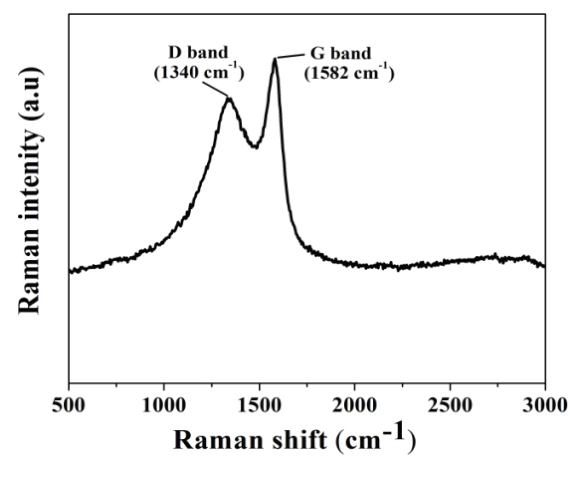 D band
(1340 cm-1)
G band
(1582 cm-1)
Raman intenity (a.u)
500 1000 1500 2000 2500 3000
Raman shift (cm-1)